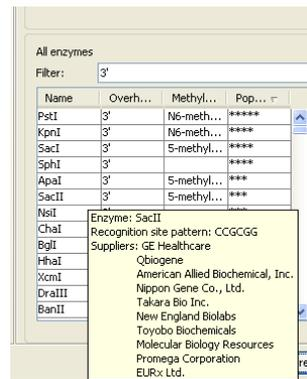 All enzymes
Filter: 3'
Name Overh... Methyl... Pop...
PstI 3' N6-meth... *****
KpnI 3' N6-meth... ****
SacI 3' 5-methyl... ****
SphI 3' ****
ApaI 3' 5-methyl... ***
SacII 3' 5-methyl... ***
NsiI
ChaI
BglI
HhaI
XcmI
DraIII
BanII
Enzyme: SacII
Recognition site pattern: CCGCGG
Suppliers: GE Healthcare
Qbiogene
American Allied Biochemical, Inc.
Nippon Gene Co., Ltd.
Takara Bio Inc.
New England Biolabs
Toyobo Biochemicals
Molecular Biology Resources
Promega Corporation
EURx Ltd.
re